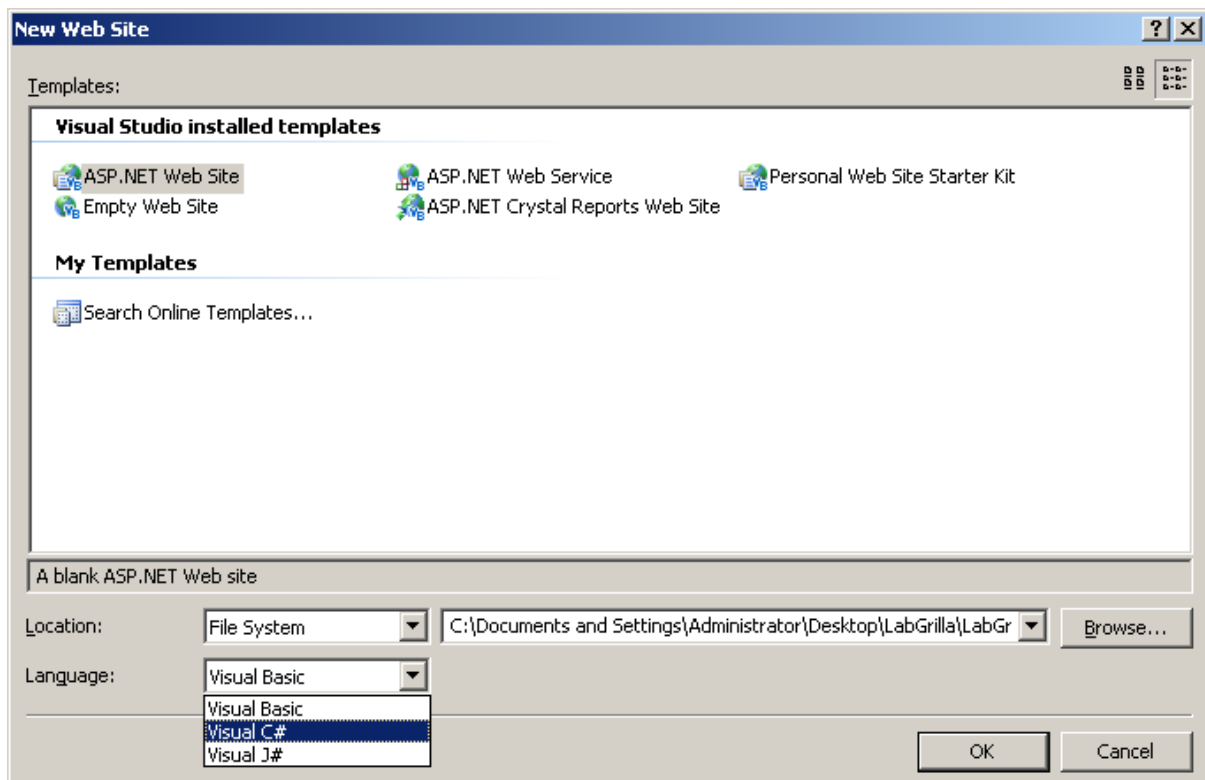 New Web Site
Templates:
Visual Studio installed templates
ASP.NET Web Site ASP.NET Web Service Personal Web Site Starter Kit
Empty Web Site ASP.NET Crystal Reports Web Site
My Templates
Search Online Templates...
A blank ASP.NET Web site
Location: File System C:\Documents and Settings\Administrator\Desktop\LabGrilla\LabGr Browse...
Language: Visual Basic
Visual Basic
Visual C#
Visual J#
OK Cancel